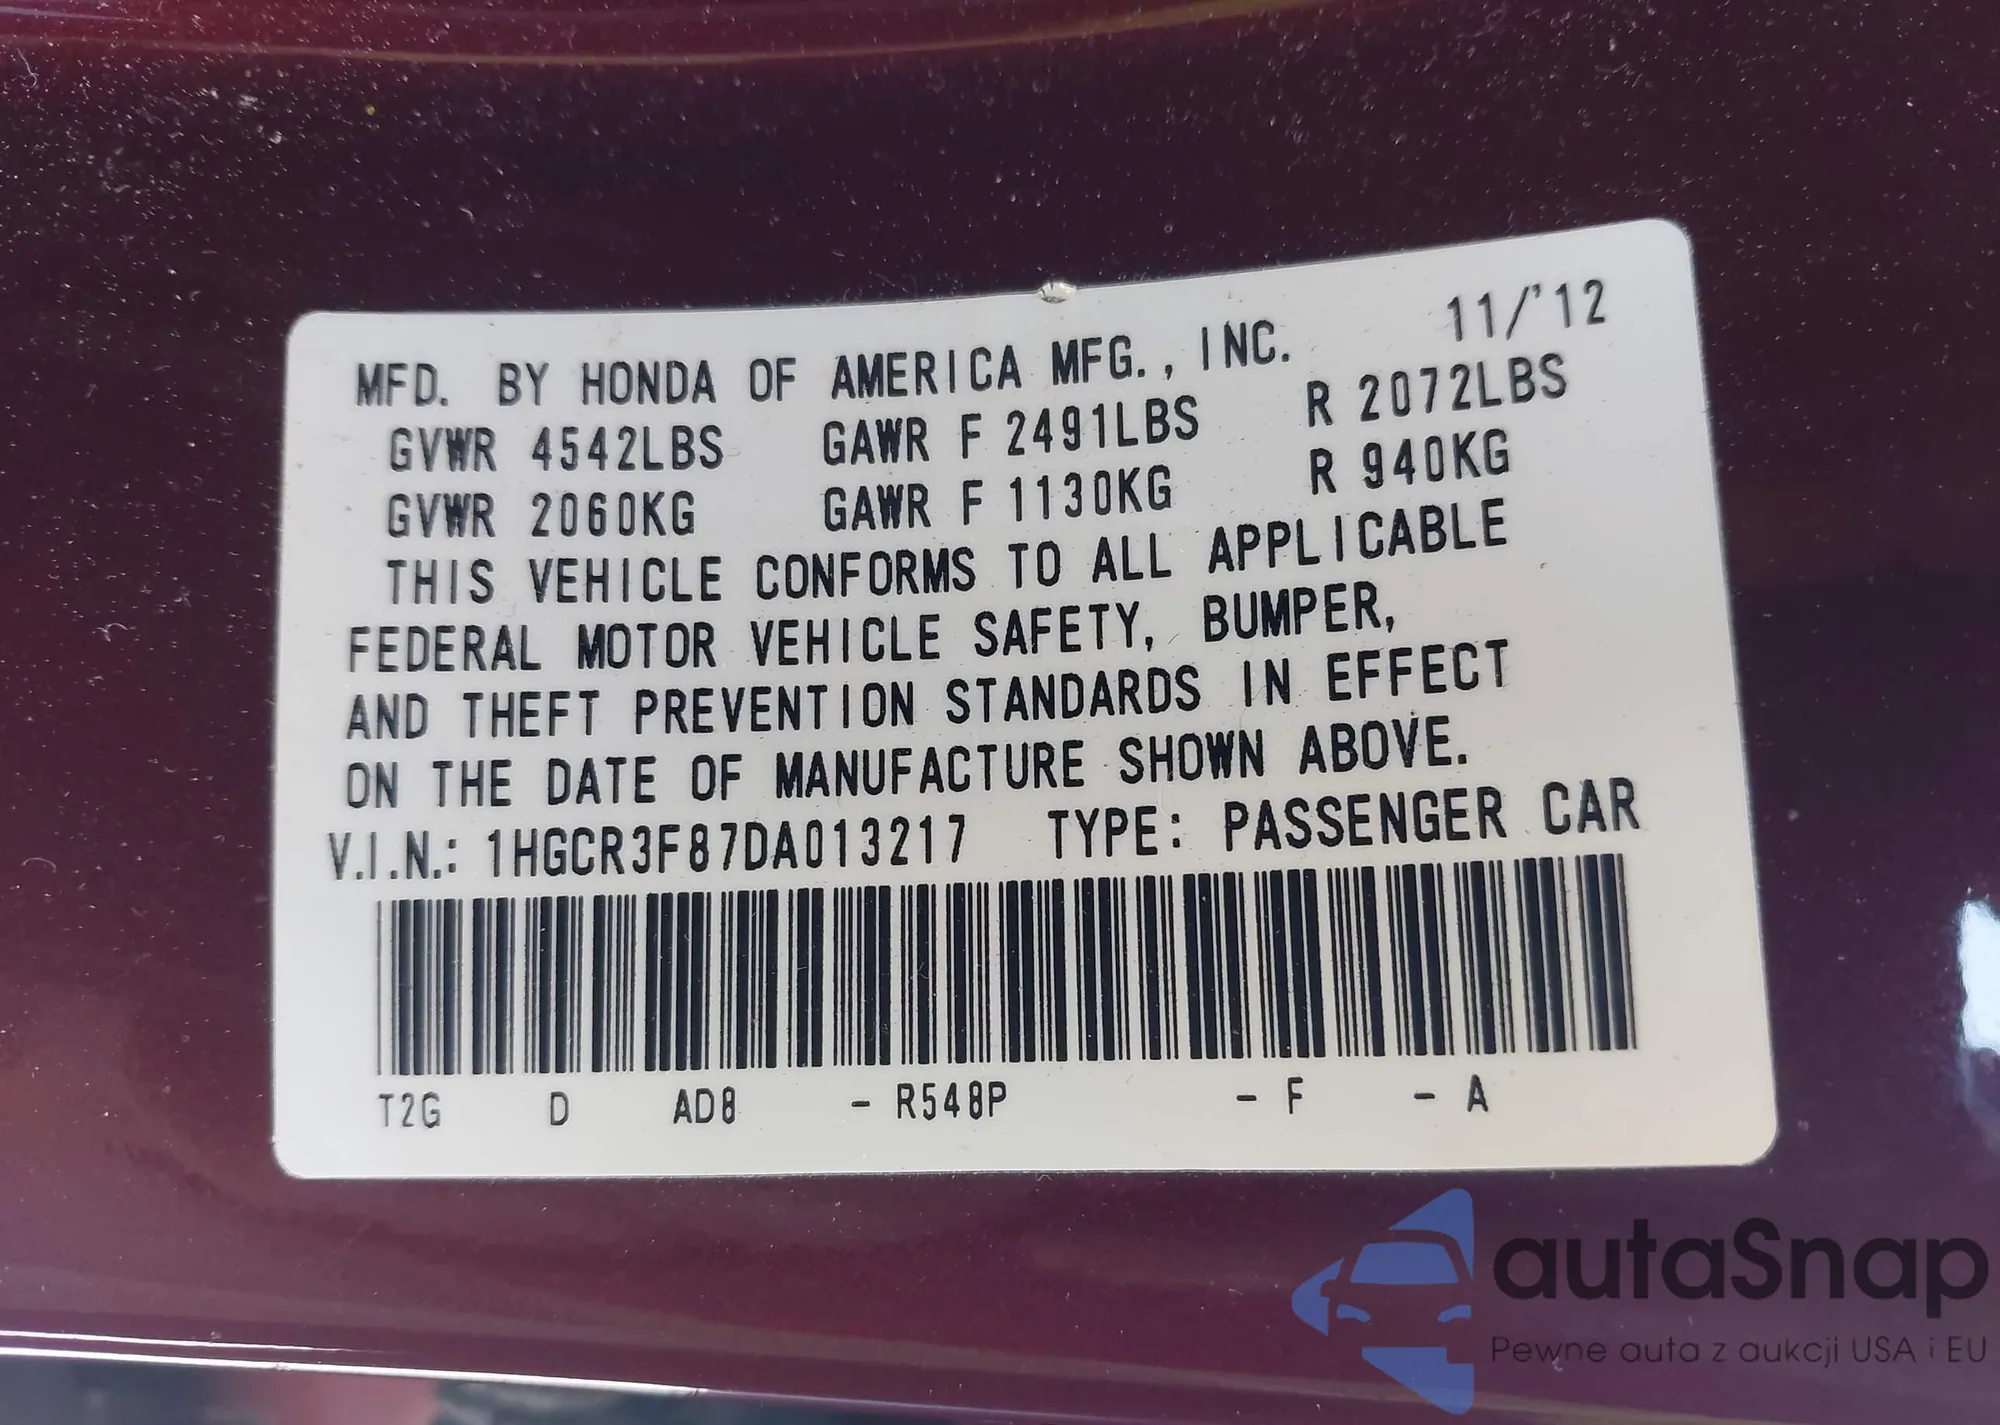 MFD. BY HONDA OF AMERICA MFG., INC. 11/'12
GVWR 4542LBS GAWR F 2491LBS R 2072LBS
GVWR 2060KG GAWR F 1130KG R 940KG
THIS VEHICLE CONFORMS TO ALL APPLICABLE
FEDERAL MOTOR VEHICLE SAFETY, BUMPER,
AND THEFT PREVENTION STANDARDS IN EFFECT
ON THE DATE OF MANUFACTURE SHOWN ABOVE.
V.I.N.: 1HGCR3F87DA013217 TYPE: PASSENGER CAR
T2G D AD8 - R548P - F - A
autaSnap
Pewne auta z aukcji USA i EU